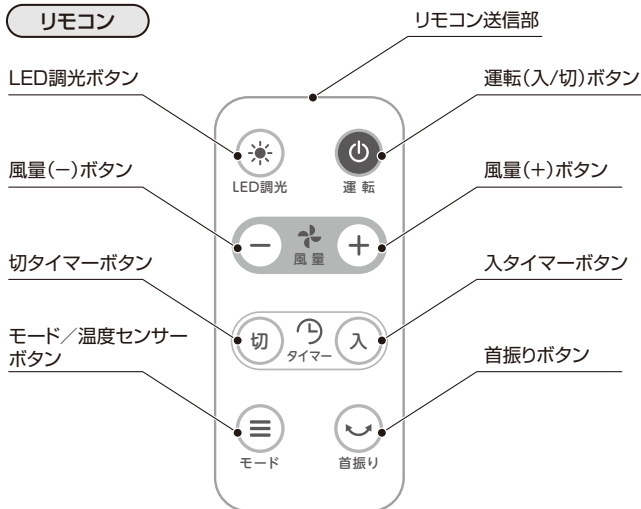 リモコン
リモコン送信部
LED調光ボタン
運転(入/切)ボタン
LED調光
運 転
風量(－)ボタン
風量(＋)ボタン
風 量
切タイマーボタン
入タイマーボタン
切
タイマー
入
モード／温度センサー
ボタン
首振りボタン
モード
首振り